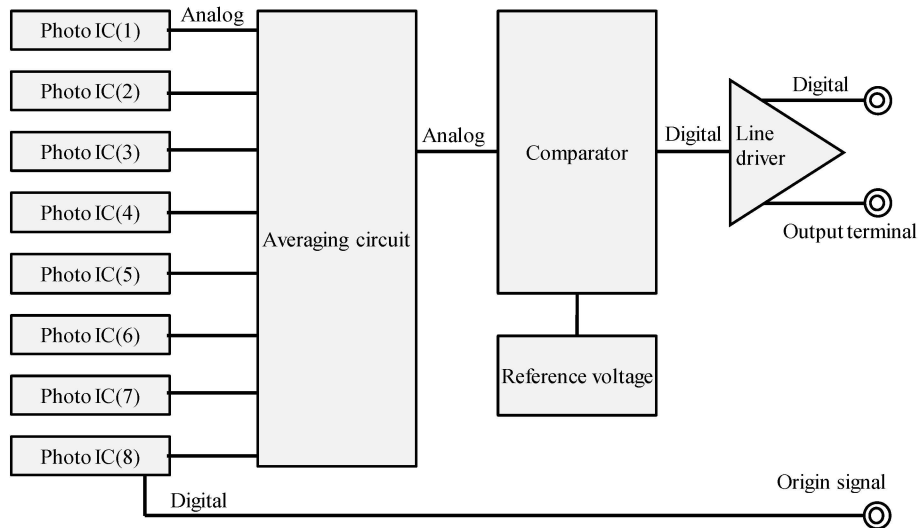 Photo IC(1)
Analog
Photo IC(2)
Photo IC(3)
Photo IC(4)
Photo IC(5)
Photo IC(6)
Photo IC(7)
Photo IC(8)
Digital
Averaging circuit
Analog
Comparator
Reference voltage
Digital
Line
driver
Digital
Output terminal
Origin signal